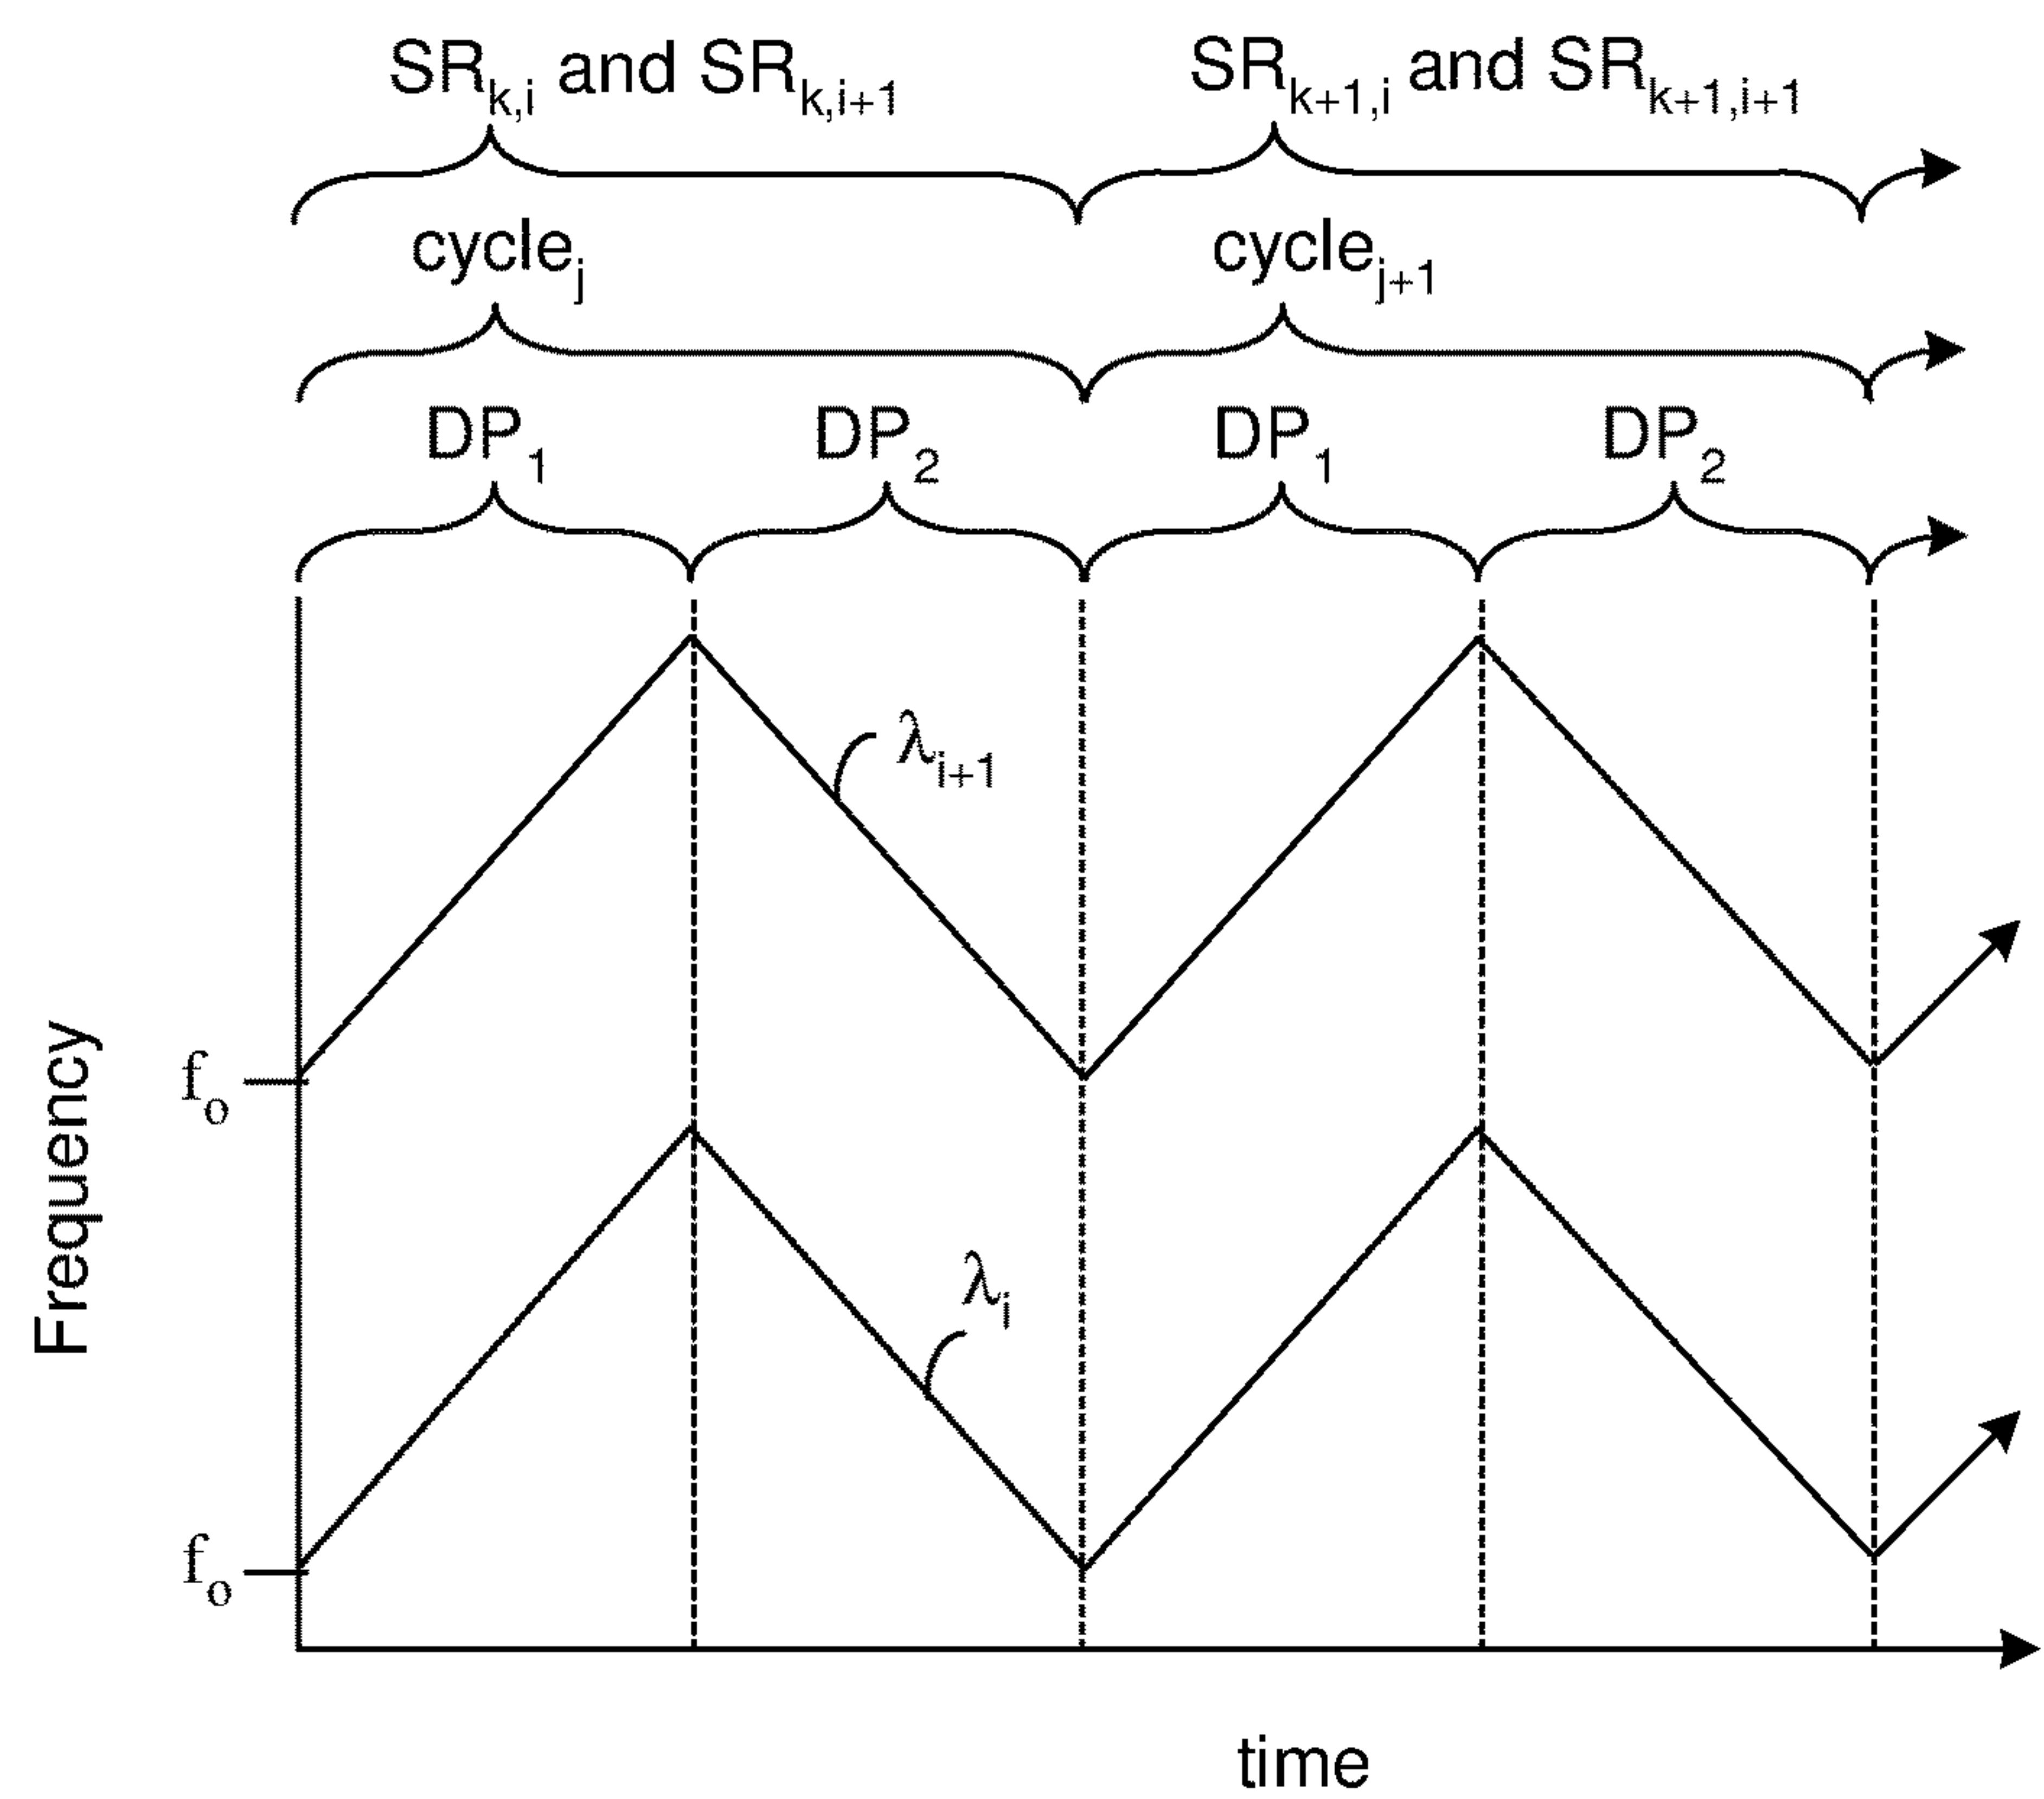 SRk,i and SRk,i+1 SRk+1,i and SRk+1,i+1
cyclej cyclej+1
DP1 DP2 DP1 DP2
λi+1
fo
λi
fo
Frequency
time